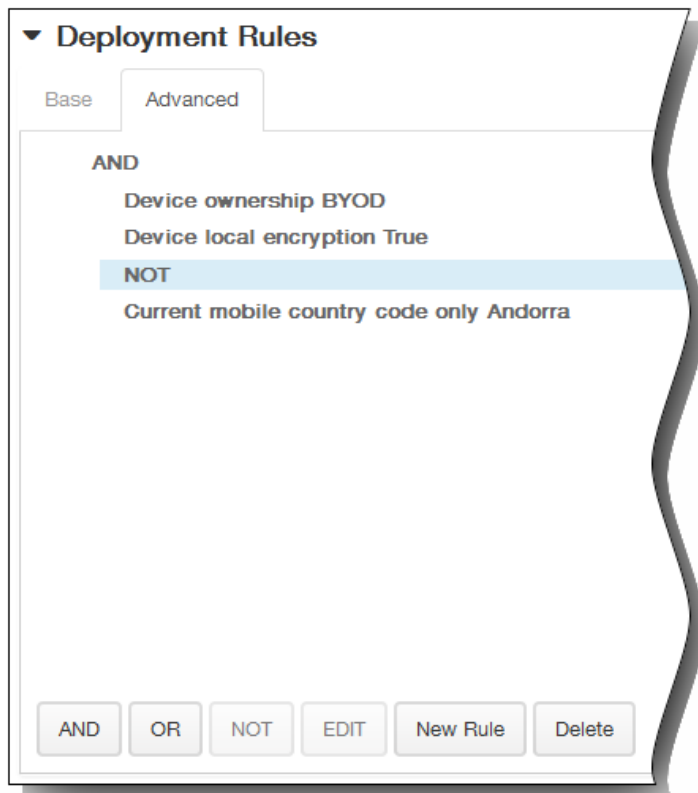 Deployment Rules
Base Advanced
AND
Device ownership BYOD
Device local encryption True
NOT
Current mobile country code only Andorra
AND OR NOT EDIT New Rule Delete